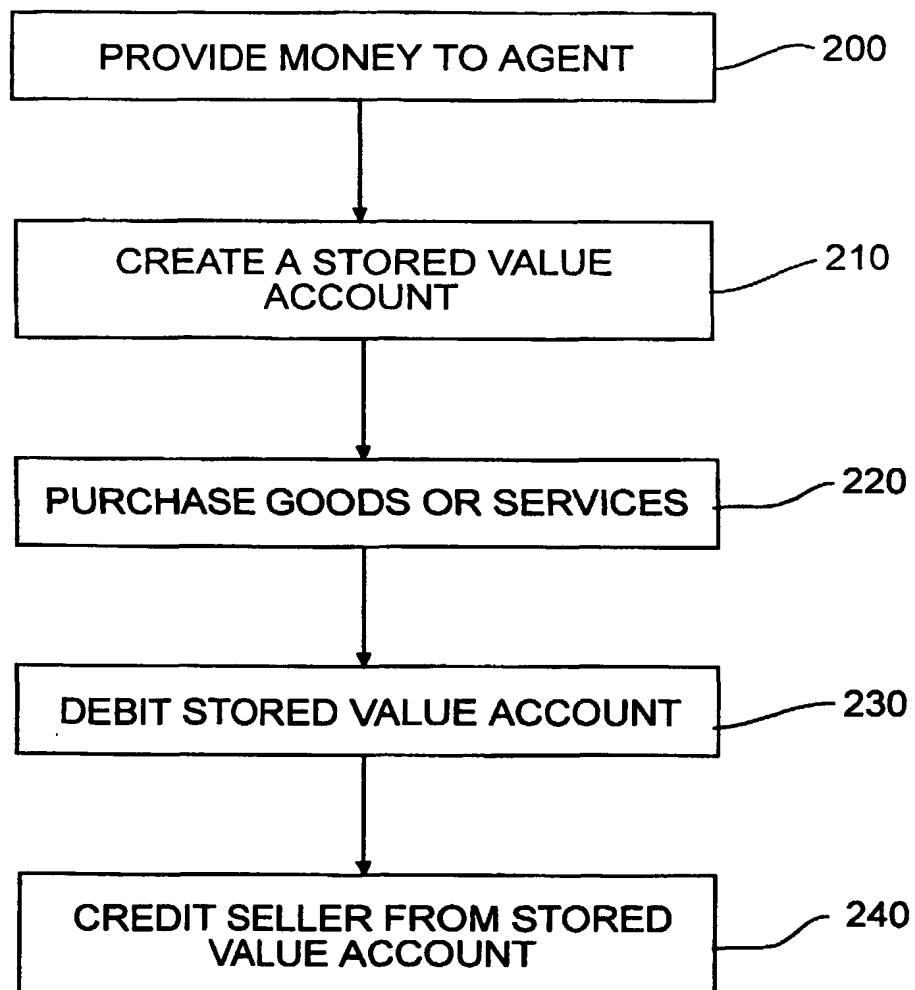 PROVIDE MONEY TO AGENT
200
CREATE A STORED VALUE
ACCOUNT
210
PURCHASE GOODS OR SERVICES
220
DEBIT STORED VALUE ACCOUNT
230
CREDIT SELLER FROM STORED
VALUE ACCOUNT
240